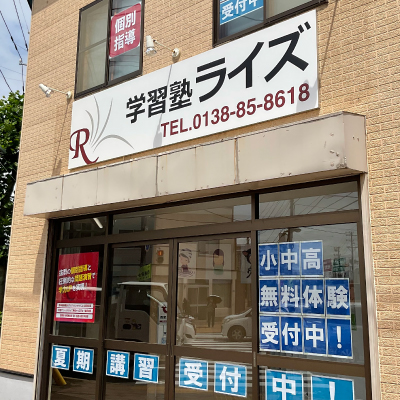 個別
指導
受付中
学習塾ライズ
R
TEL.0138-85-8618
小中高
無料体験
受付中!
夏期講習受付中!